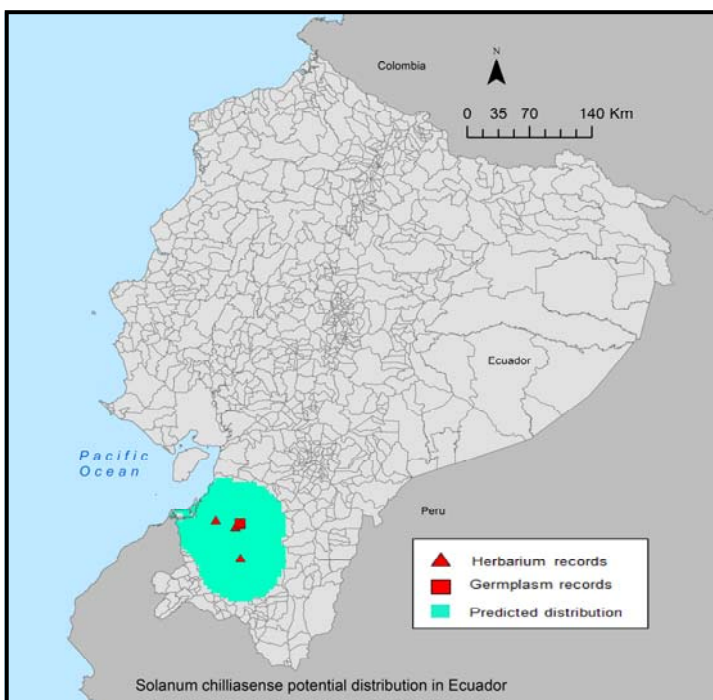 Colombia
N
0 35 70 140 Km
Ecuador
Pacific
Ocean
Peru
Herbarium records
Germplasm records
Predicted distribution
Solanum chilliasense potential distribution in Ecuador